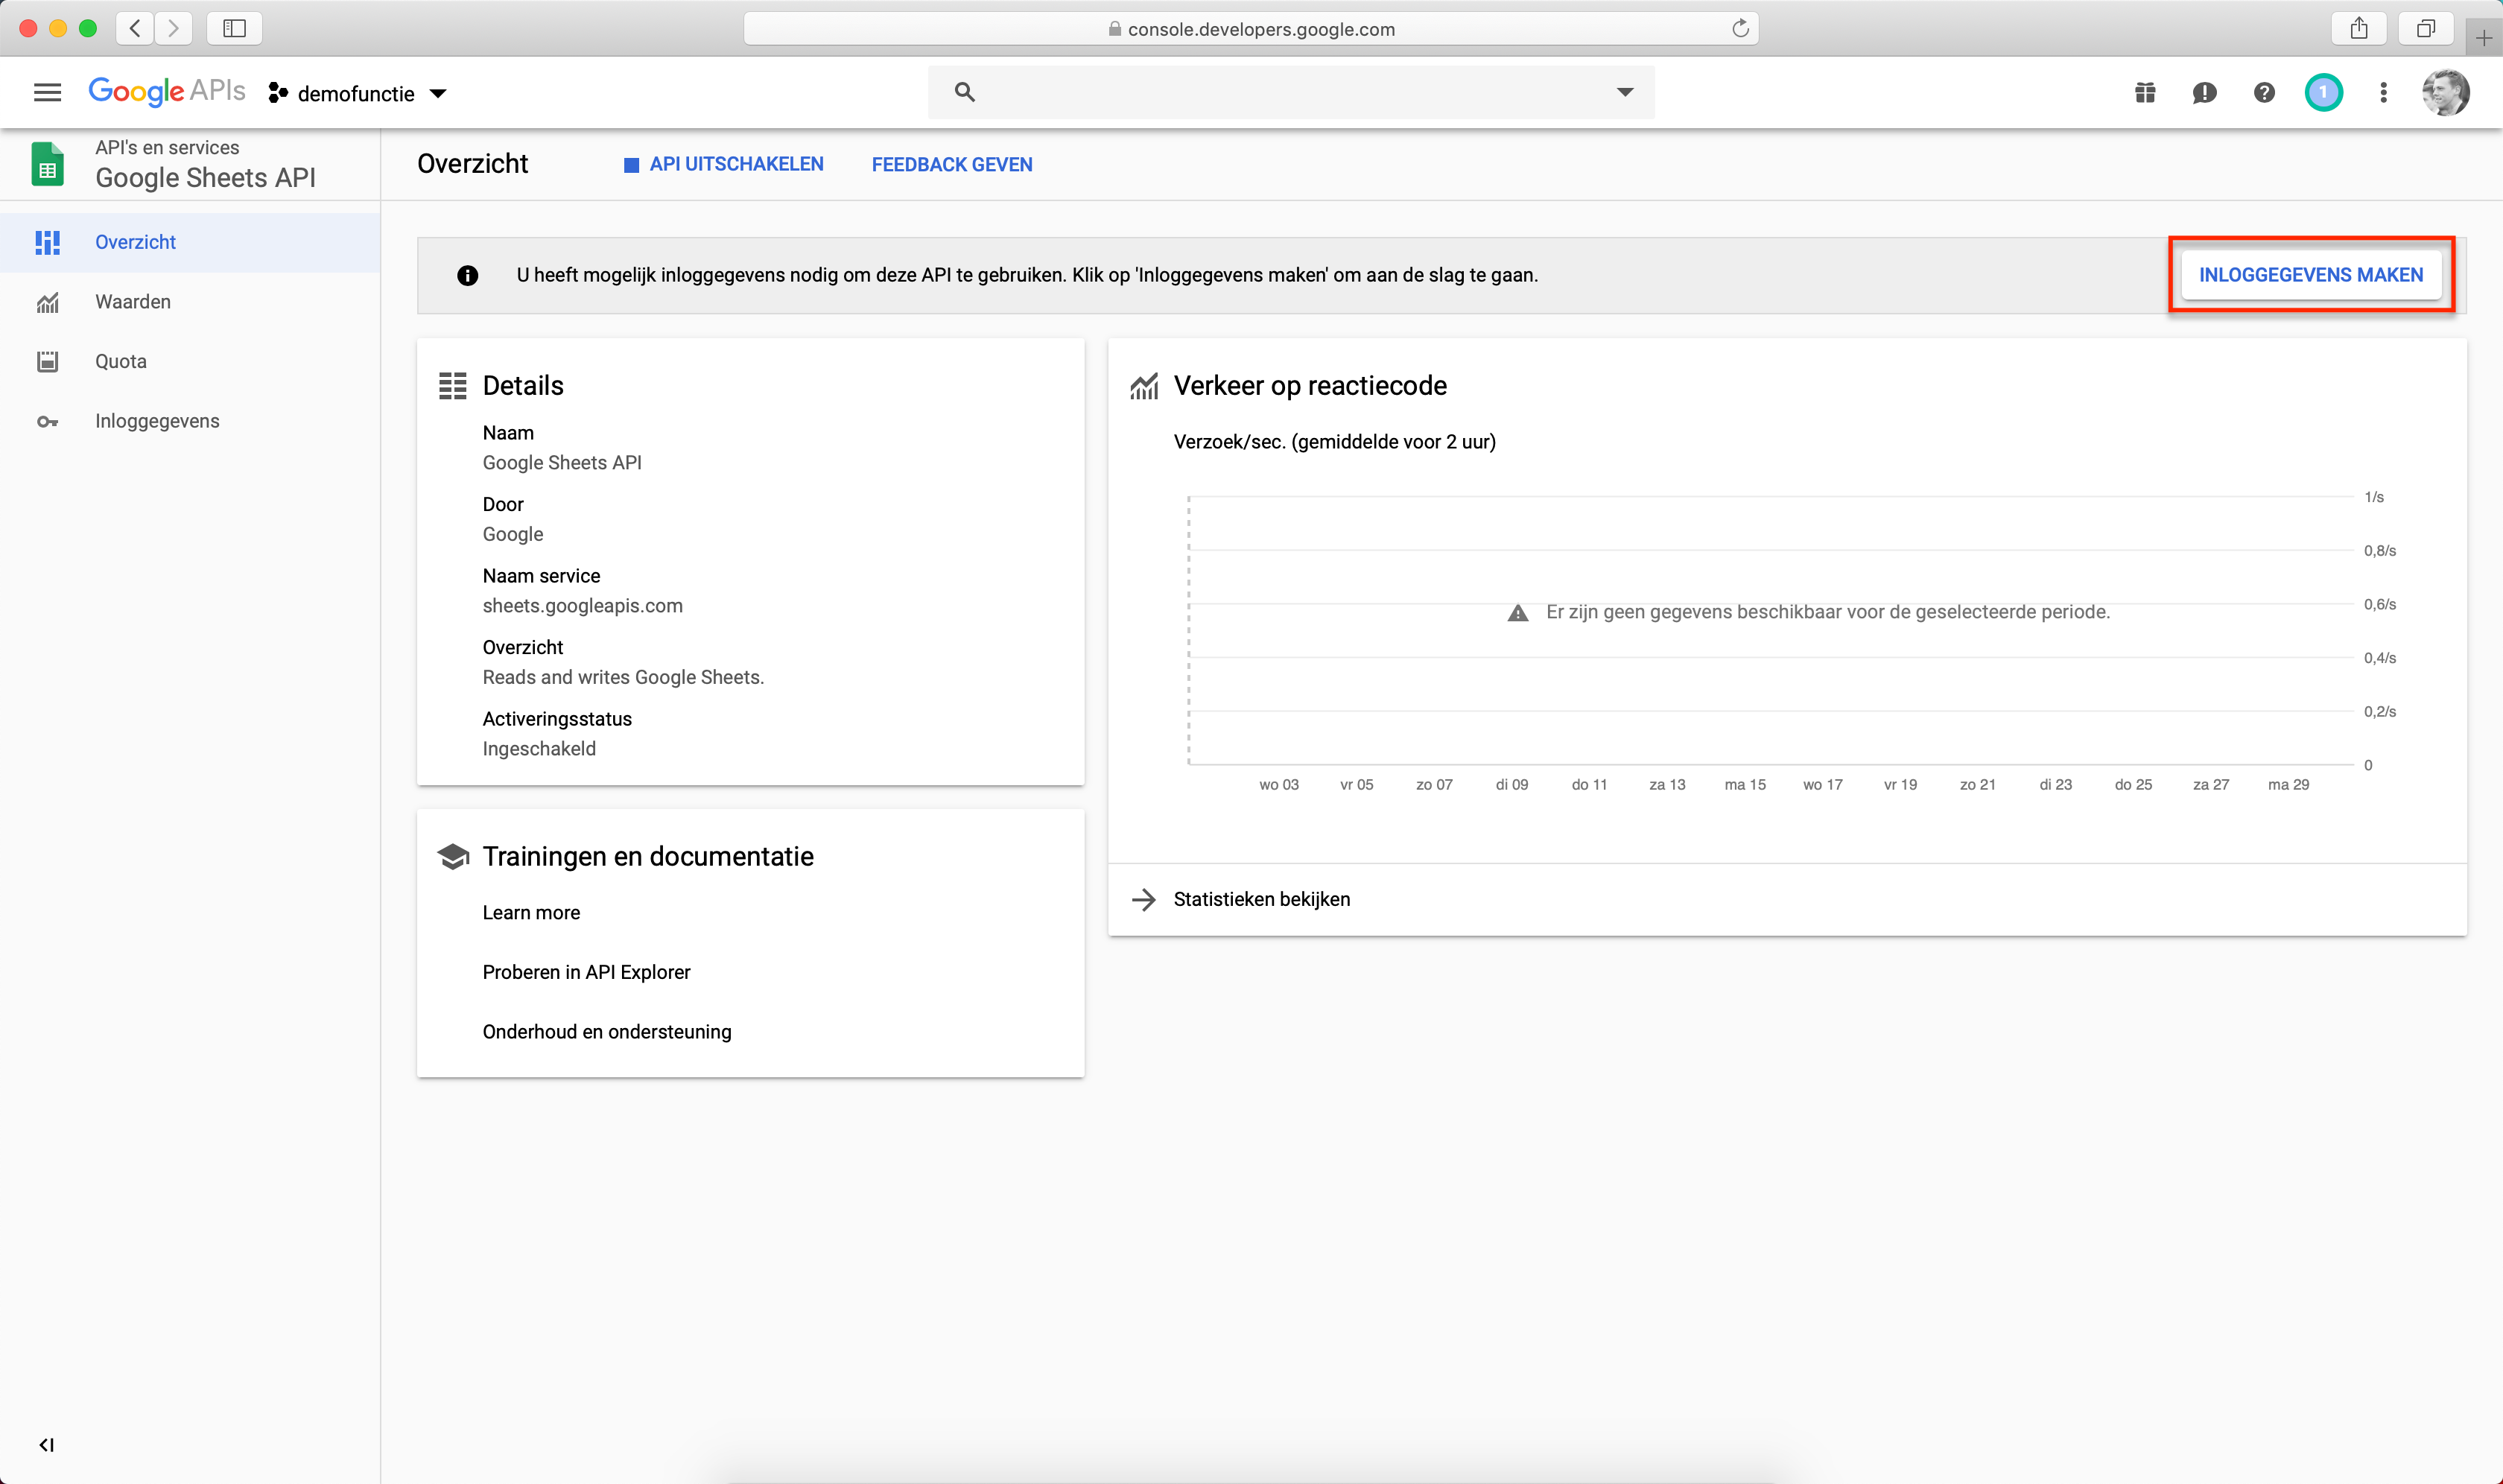 console.developers.google.com
Google APIs
demofunctie
1
API's en services
Google Sheets API
Overzicht
API UITSCHAKELEN
FEEDBACK GEVEN
Overzicht
Waarden
Quota
Inloggegevens
U heeft mogelijk inloggegevens nodig om deze API te gebruiken. Klik op 'Inloggegevens maken' om aan de slag te gaan.
INLOGGEGEVENS MAKEN
Details
Naam
Google Sheets API
Door
Google
Naam service
sheets.googleapis.com
Overzicht
Reads and writes Google Sheets.
Activeringsstatus
Ingeschakeld
Trainingen en documentatie
Learn more
Proberen in API Explorer
Onderhoud en ondersteuning
Verkeer op reactiecode
Verzoek/sec. (gemiddelde voor 2 uur)
1/s
0,8/s
0,6/s
Er zijn geen gegevens beschikbaar voor de geselecteerde periode.
0,4/s
0,2/s
0
wo 03 vr 05 zo 07 di 09 do 11 za 13 ma 15 wo 17 vr 19 zo 21 di 23 do 25 za 27 ma 29
Statistieken bekijken